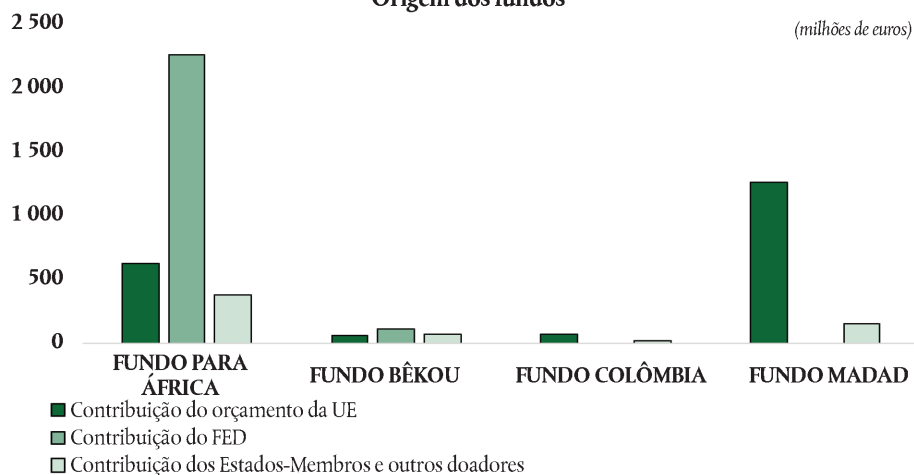 Origem dos fundos
(milhões de euros)
2 500
2 000
1 500
1 000
500
0
FUNDO PARA
ÁFRICA
FUNDO BÊKOU
FUNDO COLÔMBIA
FUNDO MADAD
Contribuição do orçamento da UE
Contribuição do FED
Contribuição dos Estados-Membros e outros doadores